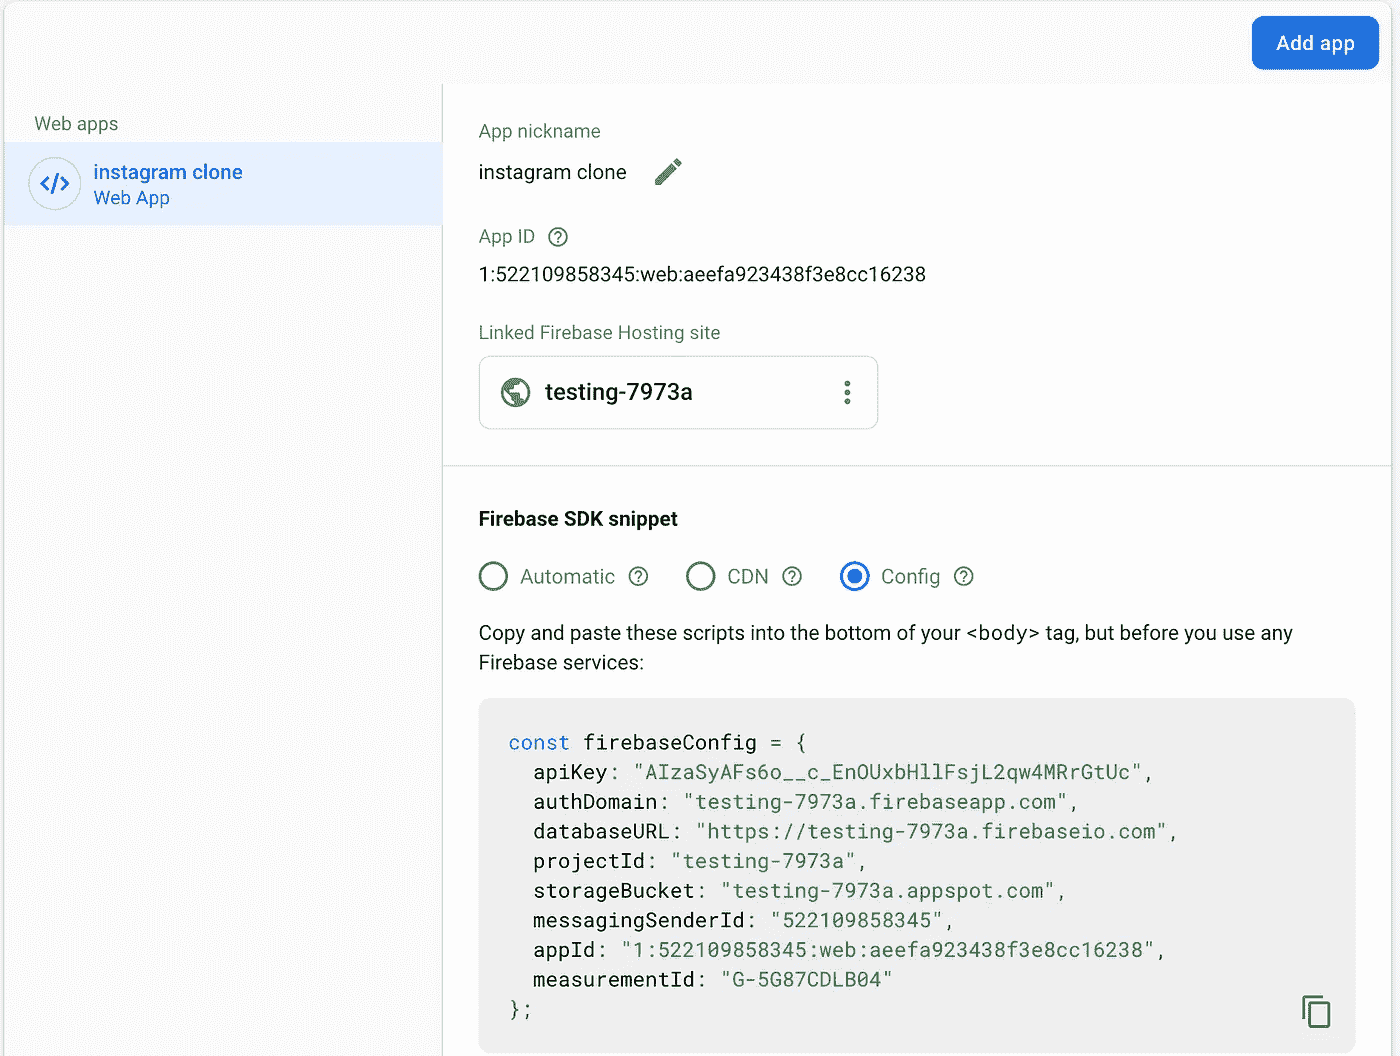 Add app
Web apps
instagram clone
Web App
App nickname
instagram clone
App ID
1:522109858345:web:aeefa923438f3e8cc16238
Linked Firebase Hosting site
testing-7973a
Firebase SDK snippet
Automatic CDN Config
Copy and paste these scripts into the bottom of your <body> tag, but before you use any
Firebase services:
const firebaseConfig = {
  apiKey: "AIzaSyAFs6o__c_EnOUxbHllFsjL2qw4MRrGtUc",
  authDomain: "testing-7973a.firebaseapp.com",
  databaseURL: "https://testing-7973a.firebaseio.com",
  projectId: "testing-7973a",
  storageBucket: "testing-7973a.appspot.com",
  messagingSenderId: "522109858345",
  appId: "1:522109858345:web:aeefa923438f3e8cc16238",
  measurementId: "G-5G87CDLB04"
};